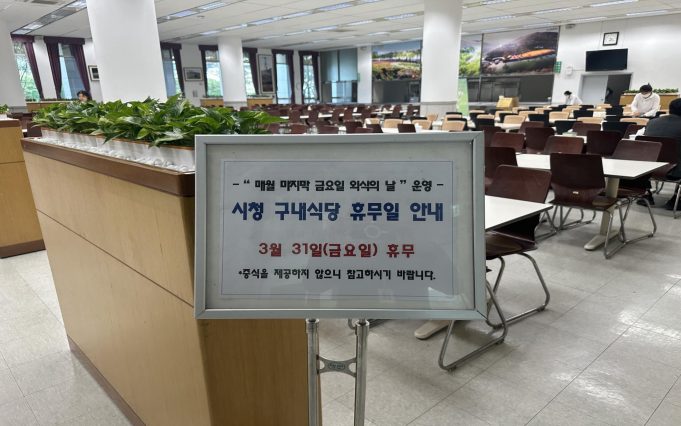 - “ 매월 마지막 금요일 외식의 날 ” 운영 -
시청 구내식당 휴무일 안내
3월 31일(금요일) 휴무
*중식을 제공하지 않으니 참고하시기 바랍니다.